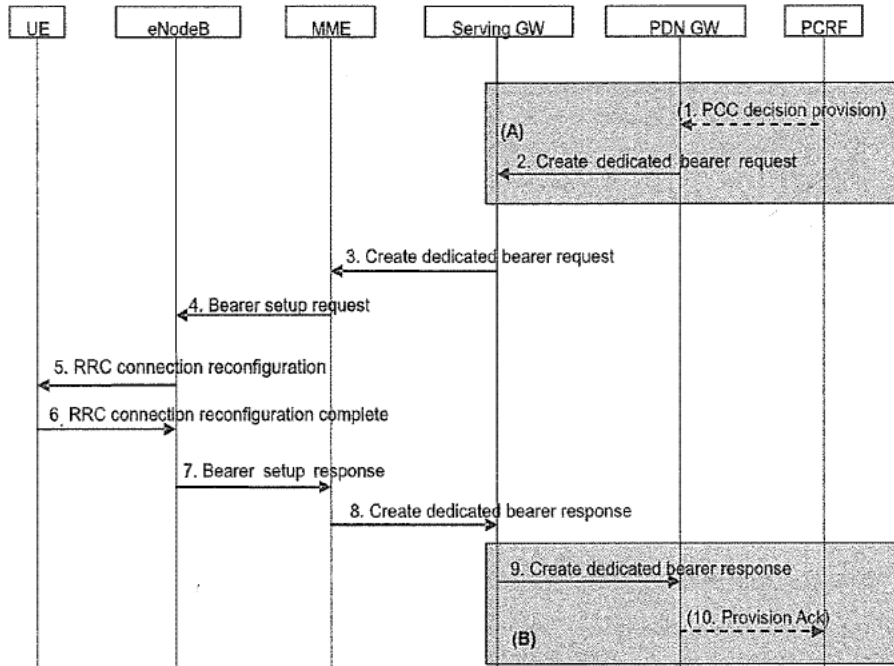 UE eNodeB MME Serving GW PDN GW PCRF
(1. PCC decision provision)
(A)
2. Create dedicated bearer request
3. Create dedicated bearer request
4. Bearer setup request
5. RRC connection reconfiguration
6. RRC connection reconfiguration complete
7. Bearer setup response
8. Create dedicated bearer response
9. Create dedicated bearer response
(10. Provision Ack)
(B)